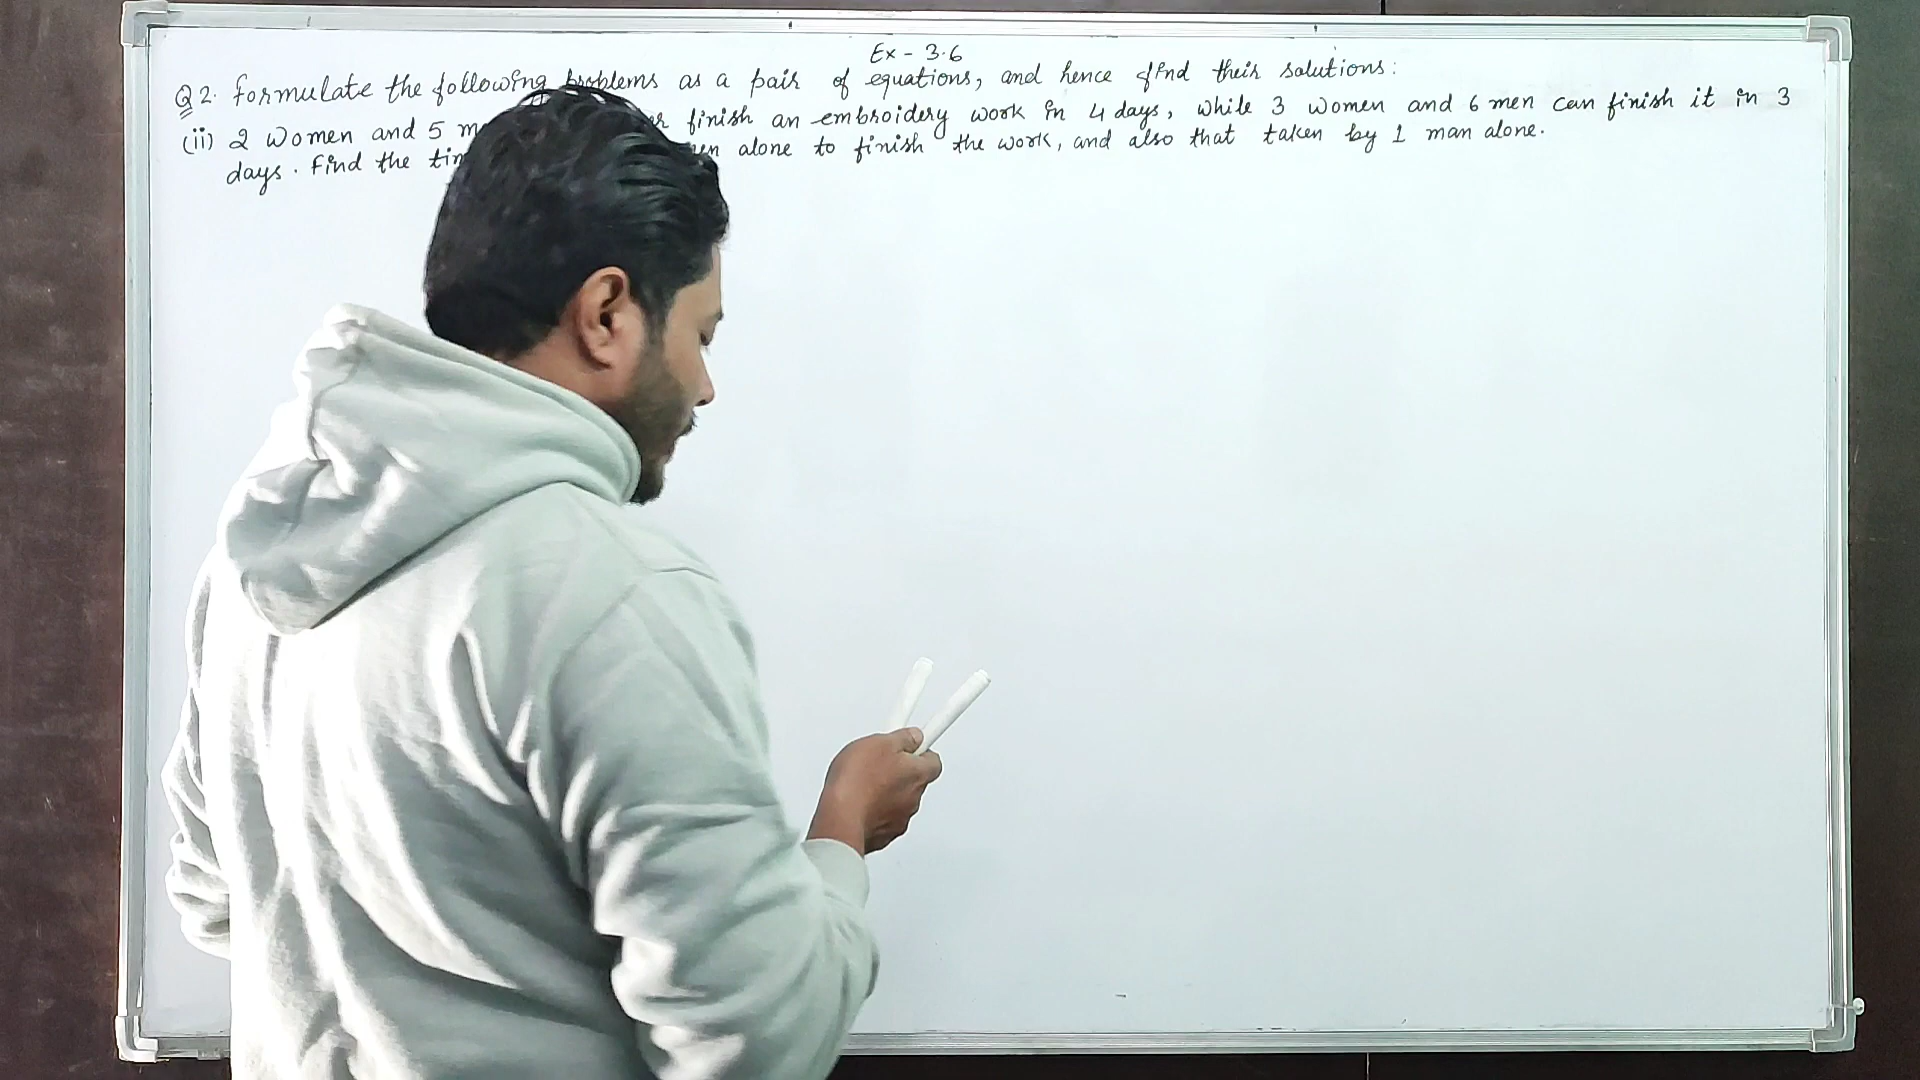 Ex - 3.6
Q2. Formulate the following problems as a pair of equations, and hence find their solutions:
(ii) 2 women and 5 finish an embroidery work in 4 days, while 3 women and 6 men can finish it in 3
days. Find the alone to finish the work, and also that taken by 1 man alone.